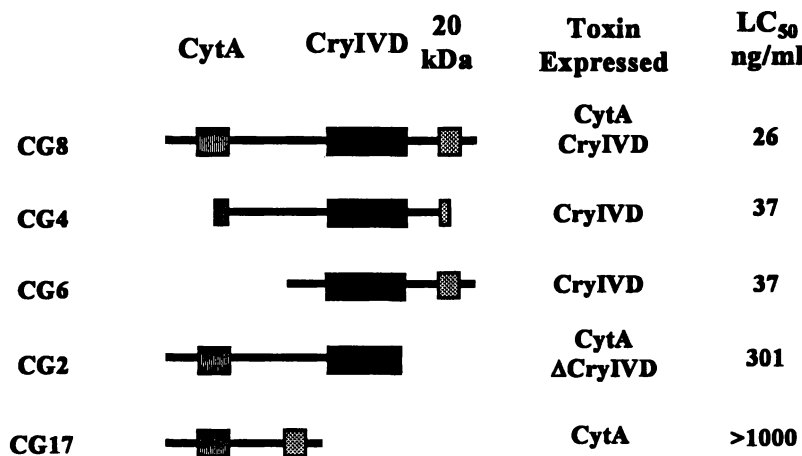 CytA CryIVD 20 kDa Toxin Expressed LC50 ng/ml
CG8 CytA CryIVD 26
CG4 CryIVD 37
CG6 CryIVD 37
CG2 CytA ΔCryIVD 301
CG17 CytA >1000